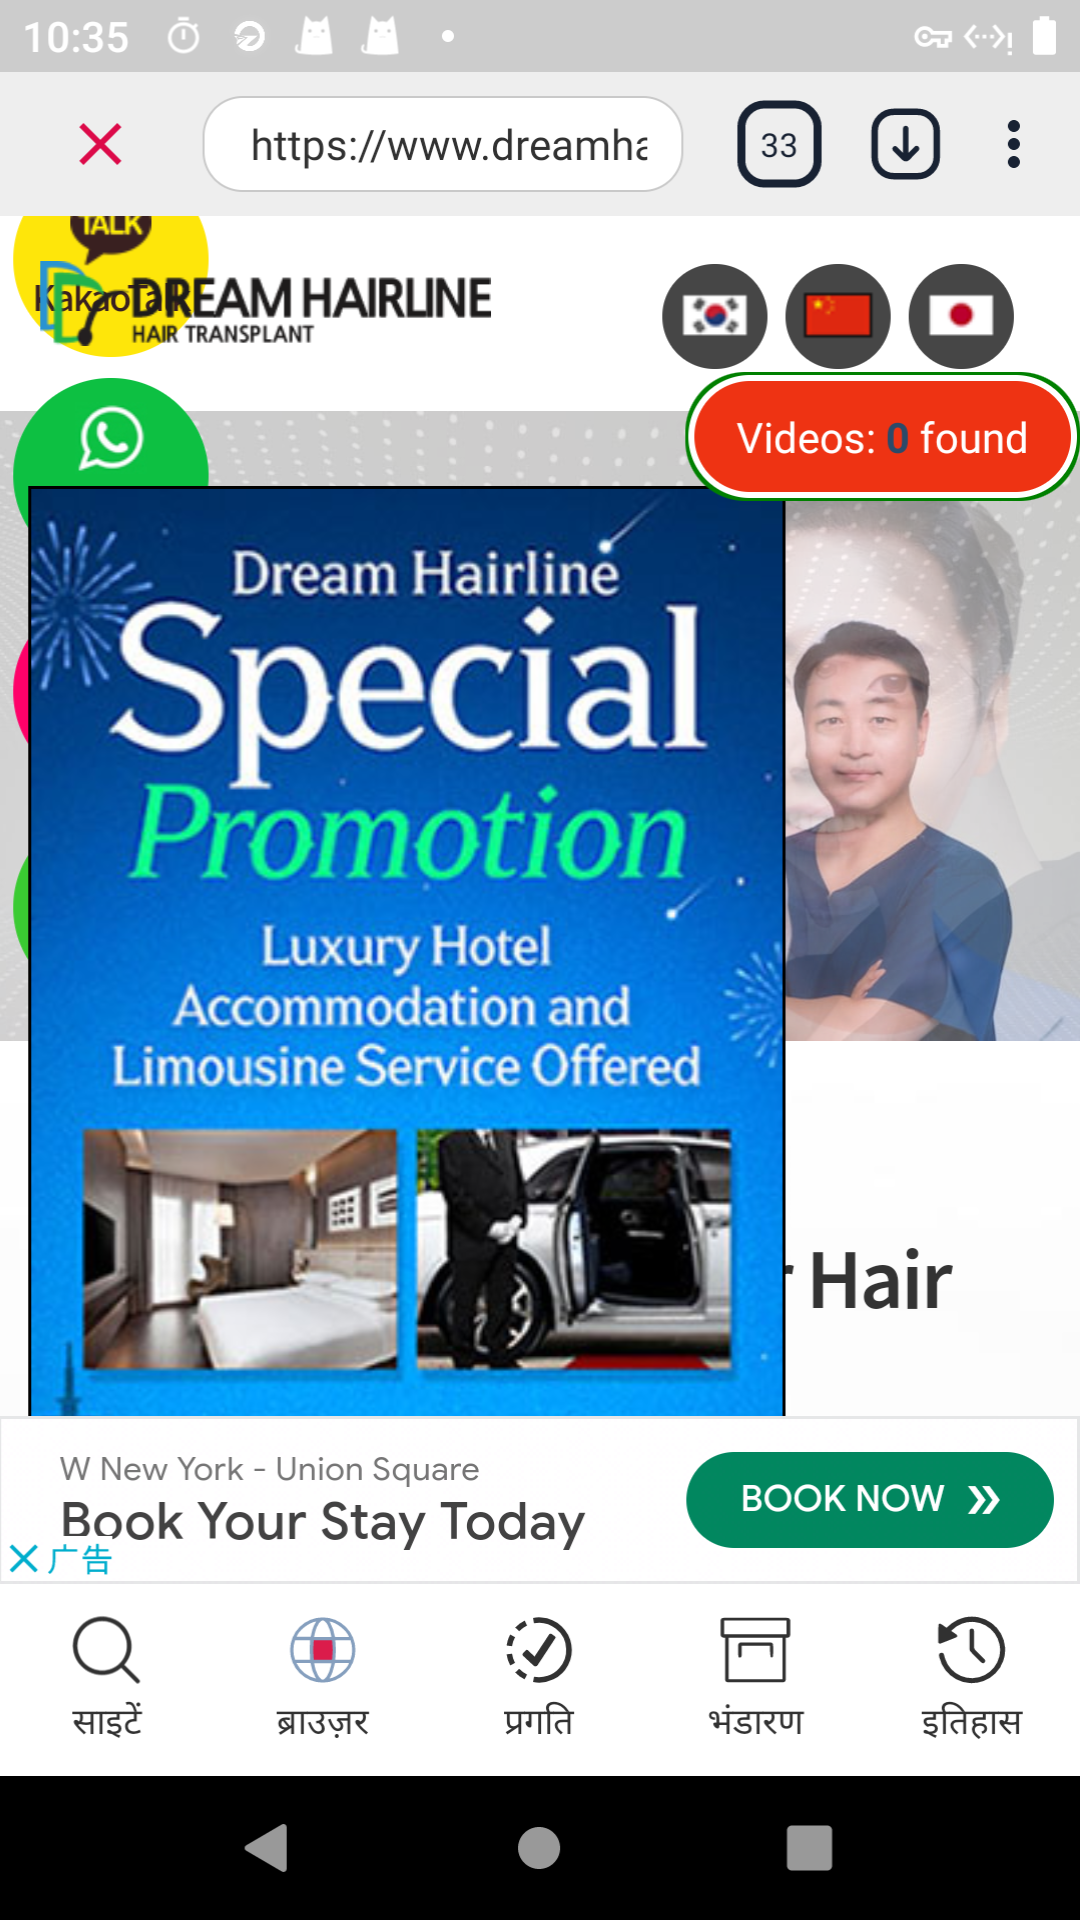 10:35
https://www.dreamha
33
TALK
KakaoTalk
DREAM HAIRLINE
HAIR TRANSPLANT
Videos: 0 found
Dream Hairline
Special
Promotion
Luxury Hotel
Accommodation and
Limousine Service Offered
Hair
W New York - Union Square
Book Your Stay Today
BOOK NOW
广告
साइटें
ब्राउज़र
प्रगति
भंडारण
इतिहास